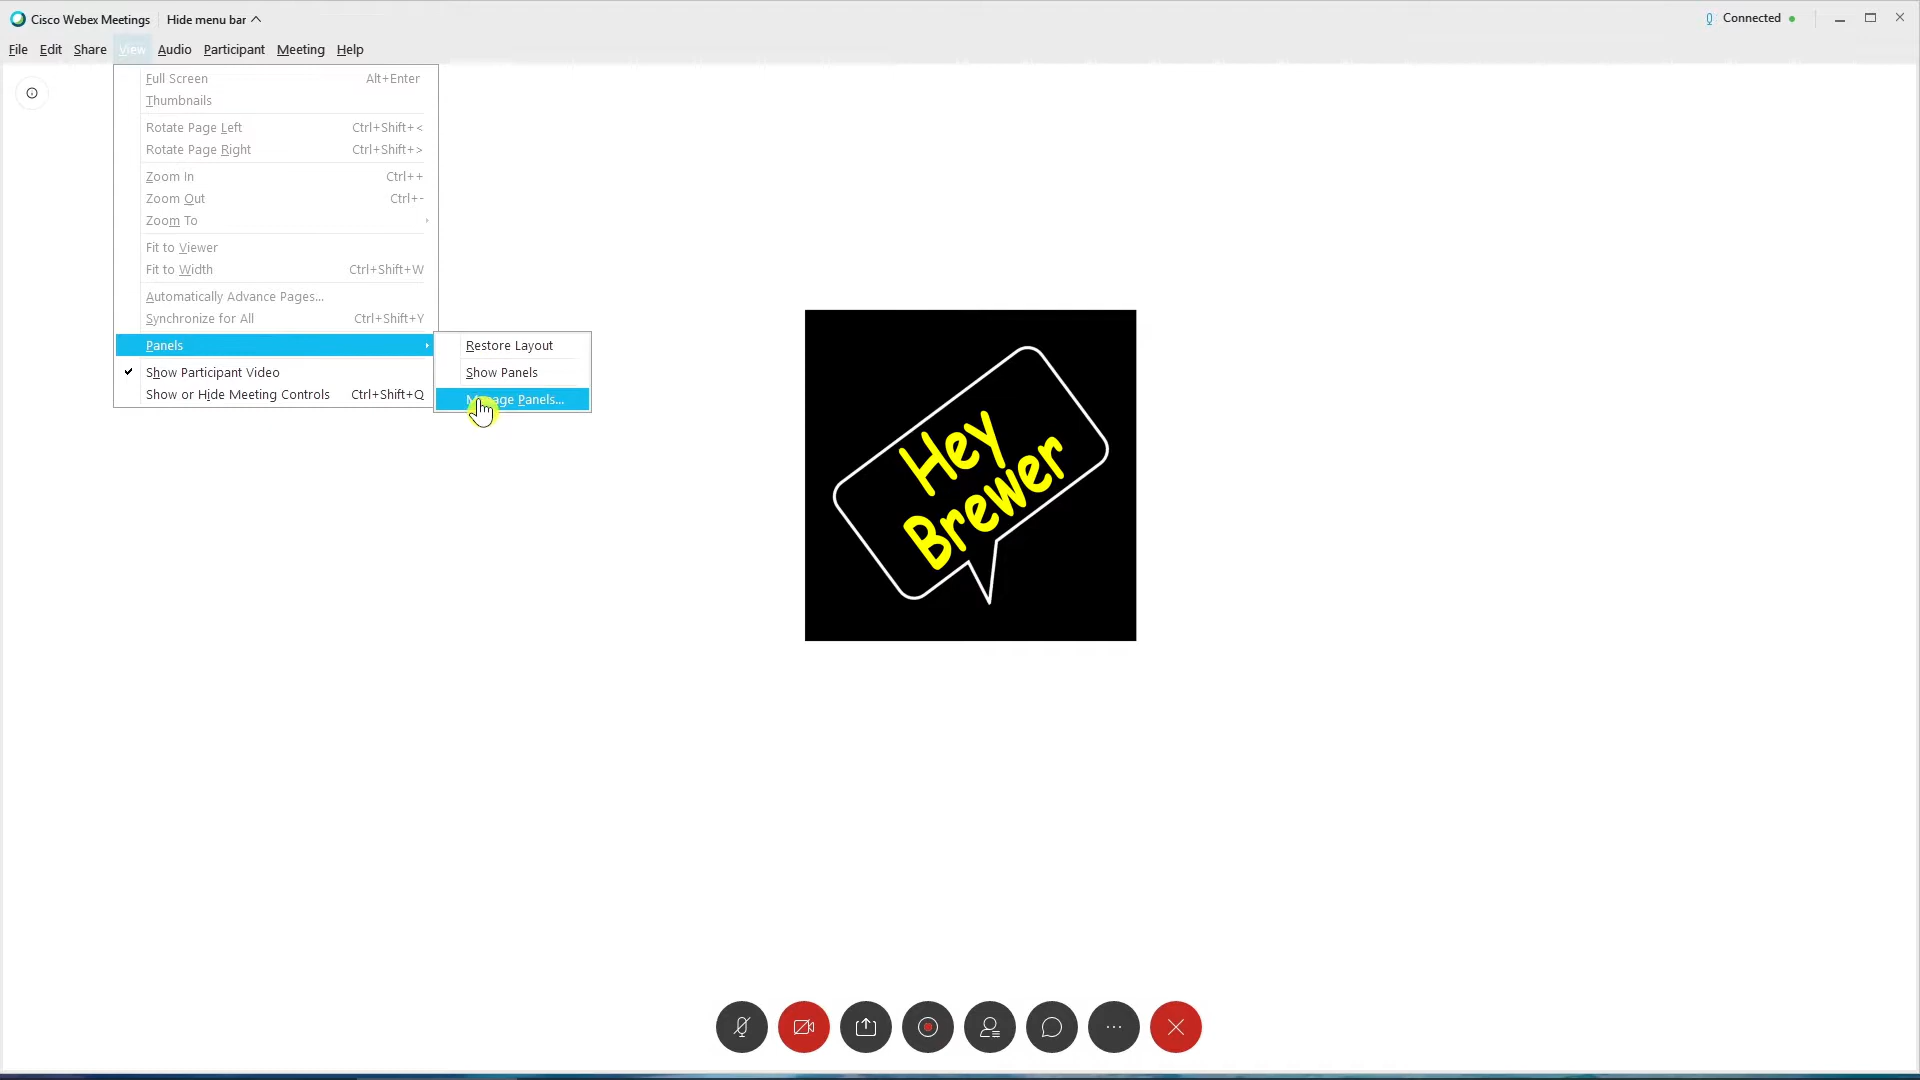 Cisco Webex Meetings Hide menu bar Connected
File Edit Share View Audio Participant Meeting Help
Full Screen Alt+Enter
Thumbnails
Rotate Page Left Ctrl+Shift+<
Rotate Page Right Ctrl+Shift+>
Zoom In Ctrl++
Zoom Out Ctrl+-
Zoom To
Fit to Viewer
Fit to Width Ctrl+Shift+W
Automatically Advance Pages...
Synchronize for All Ctrl+Shift+Y
Panels
Show Participant Video
Show or Hide Meeting Controls Ctrl+Shift+Q
Restore Layout
Show Panels
Manage Panels...
Hey
Brewer